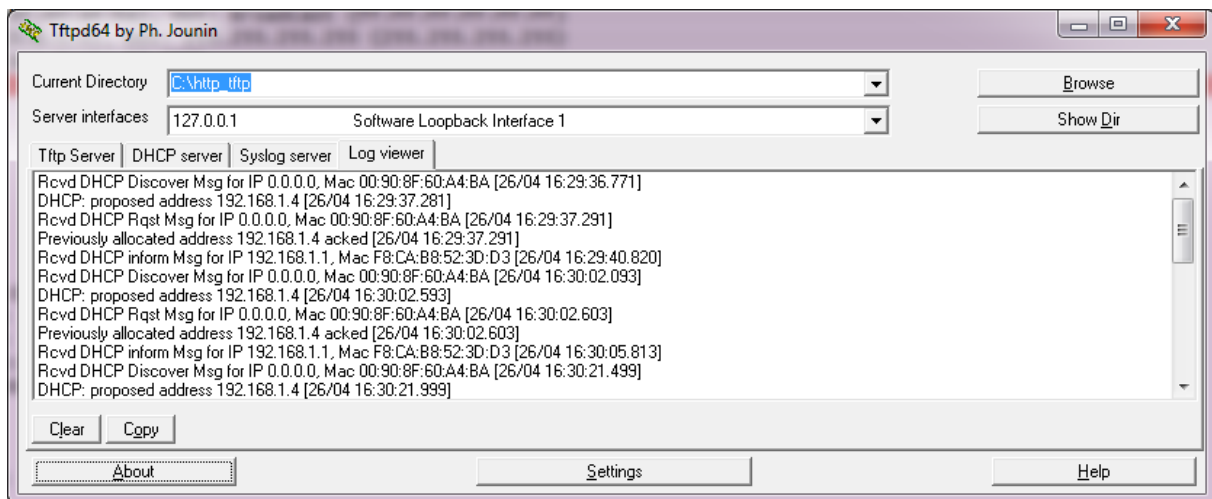 Tftpd64 by Ph. Jounin
Current Directory C:\http_tftp Browse
Server interfaces 127.0.0.1 Software Loopback Interface 1 Show Dir
Tftp Server DHCP server Syslog server Log viewer
Rcvd DHCP Discover Msg for IP 0.0.0.0, Mac 00:90:8F:60:A4:BA [26/04 16:29:36.771]
DHCP: proposed address 192.168.1.4 [26/04 16:29:37.281]
Rcvd DHCP Rqst Msg for IP 0.0.0.0, Mac 00:90:8F:60:A4:BA [26/04 16:29:37.291]
Previously allocated address 192.168.1.4 acked [26/04 16:29:37.291]
Rcvd DHCP inform Msg for IP 192.168.1.1, Mac F8:CA:B8:52:3D:D3 [26/04 16:29:40.820]
Rcvd DHCP Discover Msg for IP 0.0.0.0, Mac 00:90:8F:60:A4:BA [26/04 16:30:02.093]
DHCP: proposed address 192.168.1.4 [26/04 16:30:02.593]
Rcvd DHCP Rqst Msg for IP 0.0.0.0, Mac 00:90:8F:60:A4:BA [26/04 16:30:02.603]
Previously allocated address 192.168.1.4 acked [26/04 16:30:02.603]
Rcvd DHCP inform Msg for IP 192.168.1.1, Mac F8:CA:B8:52:3D:D3 [26/04 16:30:05.813]
Rcvd DHCP Discover Msg for IP 0.0.0.0, Mac 00:90:8F:60:A4:BA [26/04 16:30:21.499]
DHCP: proposed address 192.168.1.4 [26/04 16:30:21.999]
Clear Copy
About Settings Help